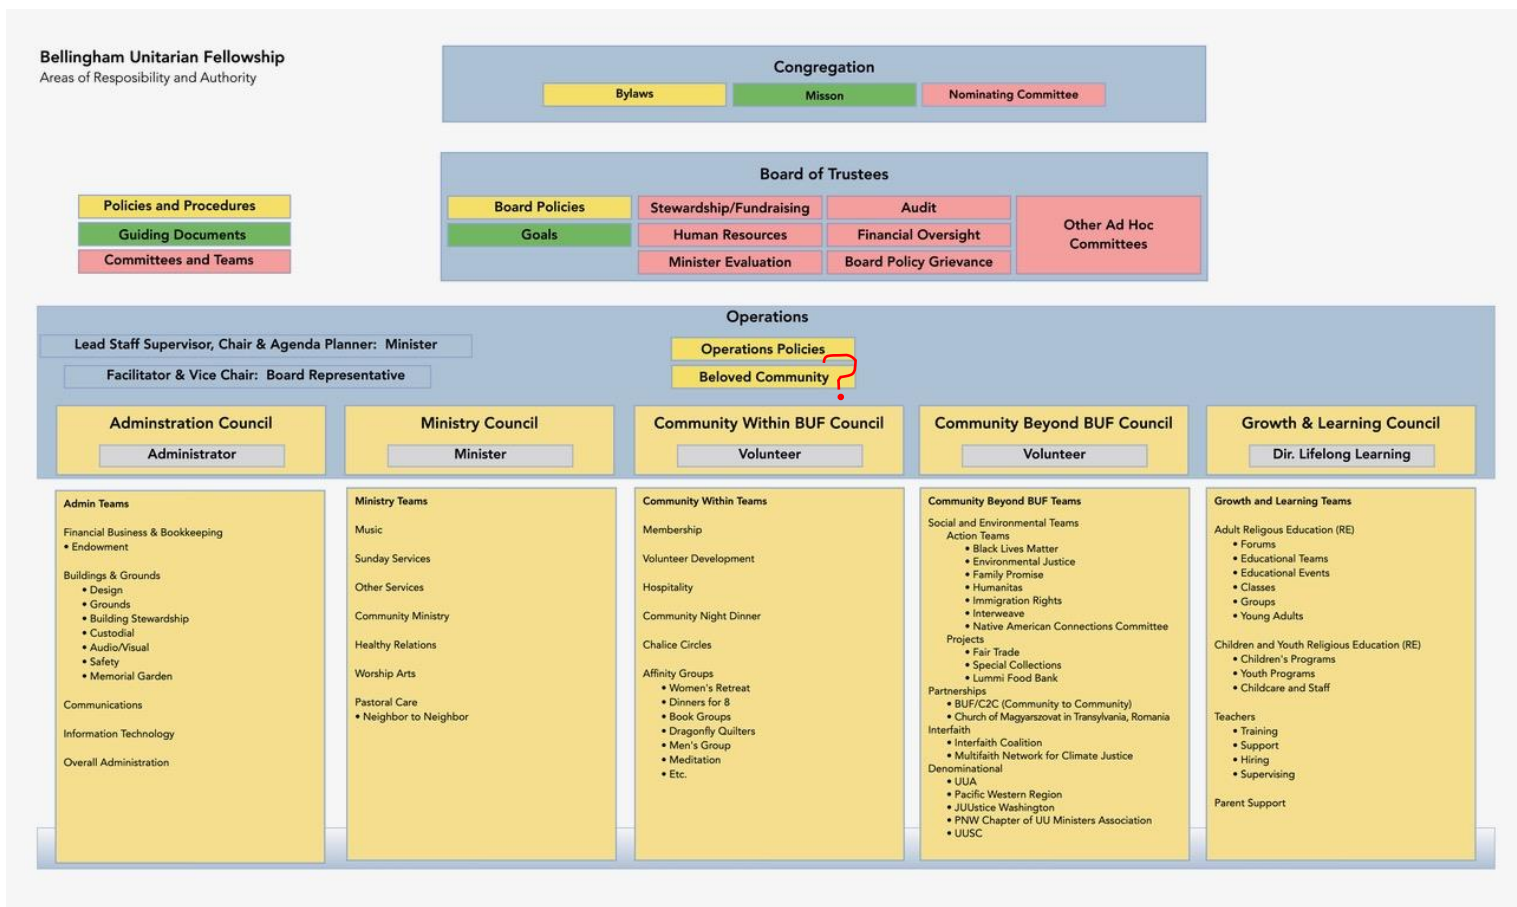 Bellingham Unitarian Fellowship
Areas of Resposibility and Authority
Congregation
Bylaws
Misson
Nominating Committee
Policies and Procedures
Guiding Documents
Committees and Teams
Board of Trustees
Board Policies
Goals
Stewardship/Fundraising
Human Resources
Minister Evaluation
Audit
Financial Oversight
Board Policy Grievance
Other Ad Hoc
Committees
Operations
Lead Staff Supervisor, Chair & Agenda Planner: Minister
Facilitator & Vice Chair: Board Representative
Operations Policies
Beloved Community
?
Adminstration Council
Administrator
Ministry Council
Minister
Community Within BUF Council
Volunteer
Community Beyond BUF Council
Volunteer
Growth & Learning Council
Dir. Lifelong Learning
Admin Teams
Financial Business & Bookkeeping
• Endowment
Buildings & Grounds
• Design
• Grounds
• Building Stewardship
• Custodial
• Audio/Visual
• Safety
• Memorial Garden
Communications
Information Technology
Overall Administration
Ministry Teams
Music
Sunday Services
Other Services
Community Ministry
Healthy Relations
Worship Arts
Pastoral Care
• Neighbor to Neighbor
Community Within Teams
Membership
Volunteer Development
Hospitality
Community Night Dinner
Chalice Circles
Affinity Groups
• Women's Retreat
• Dinners for 8
• Book Groups
• Dragonfly Quilters
• Men's Group
• Meditation
• Etc.
Community Beyond BUF Teams
Social and Environmental Teams
Action Teams
• Black Lives Matter
• Environmental Justice
• Family Promise
• Humanitas
• Immigration Rights
• Interweave
• Native American Connections Committee
Projects
• Fair Trade
• Special Collections
• Lummi Food Bank
Partnerships
• BUF/C2C (Community to Community)
• Church of Magyarszovat in Transylvania, Romania
Interfaith
• Interfaith Coalition
• Multifaith Network for Climate Justice
Denominational
• UUA
• Pacific Western Region
• JUUstice Washington
• PNW Chapter of UU Ministers Association
• UUSC
Growth and Learning Teams
Adult Religous Education (RE)
• Forums
• Educational Teams
• Educational Events
• Classes
• Groups
• Young Adults
Children and Youth Religious Education (RE)
• Children's Programs
• Youth Programs
• Childcare and Staff
Teachers
• Training
• Support
• Hiring
• Supervising
Parent Support